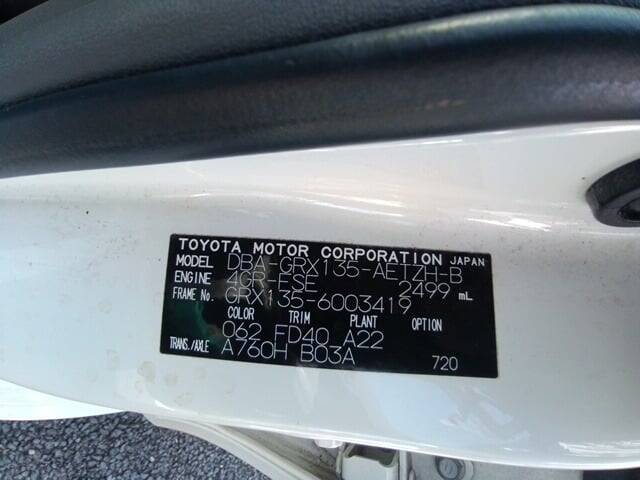 TOYOTA MOTOR CORPORATION JAPAN
MODEL DBA-GRX135-AETZH-B
ENGINE 4GR-FSE 2499 mL
FRAME No. GRX135-6003419
COLOR TRIM PLANT OPTION
062 FD40 A22
TRANS./AXLE A760H B03A 720